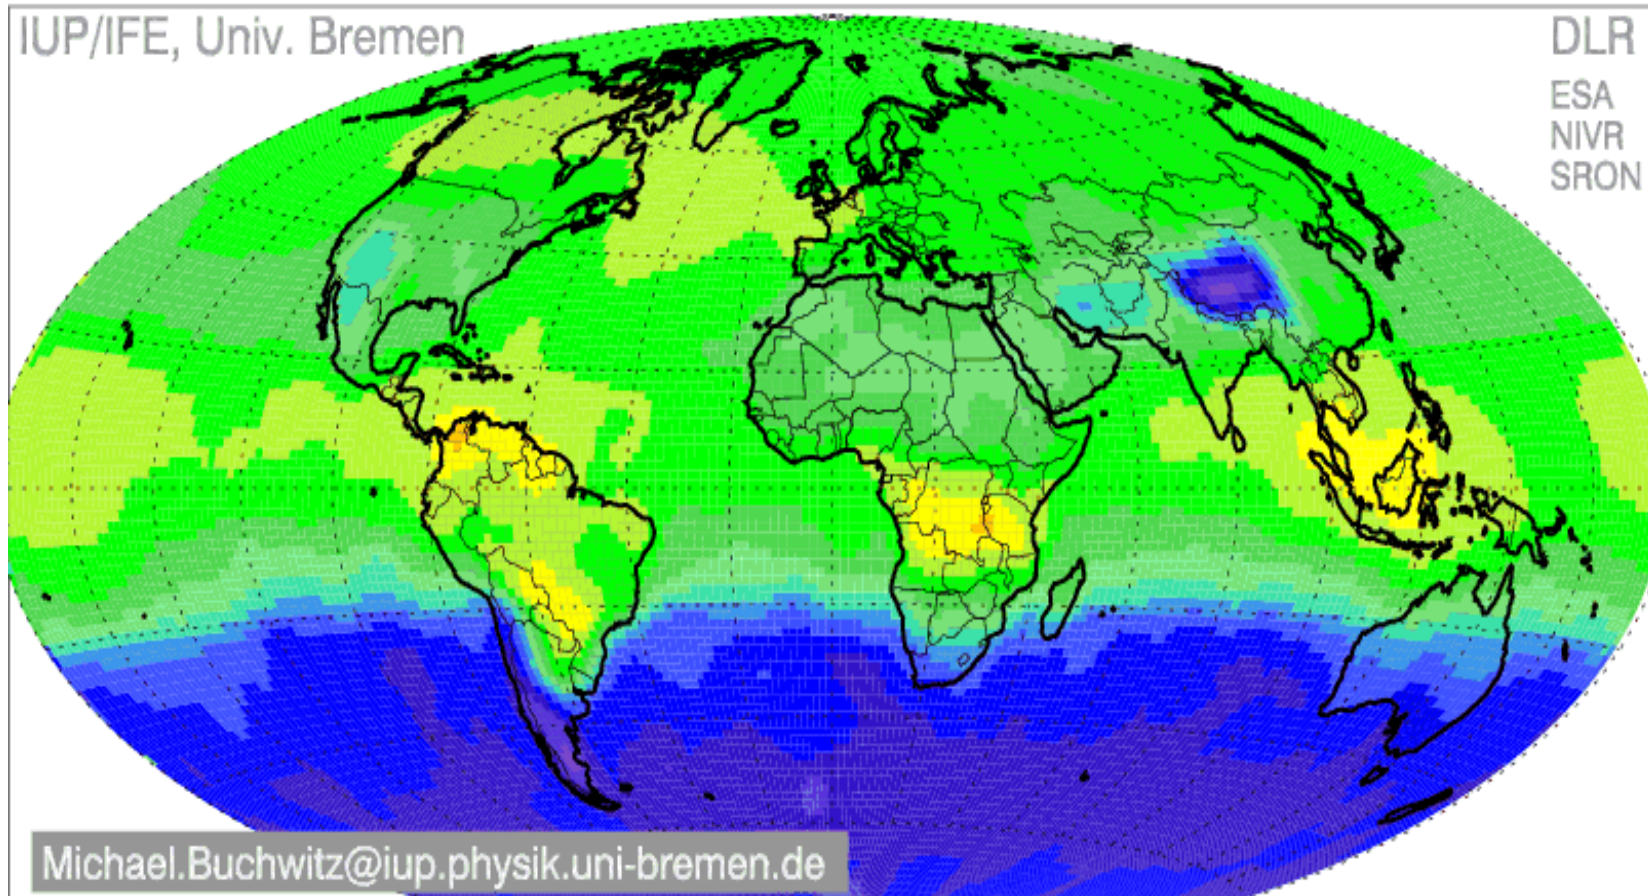 IUP/IFE, Univ. Bremen
DLR
ESA
NIVR
SRON
Michael.Buchwitz@iup.physik.uni-bremen.de